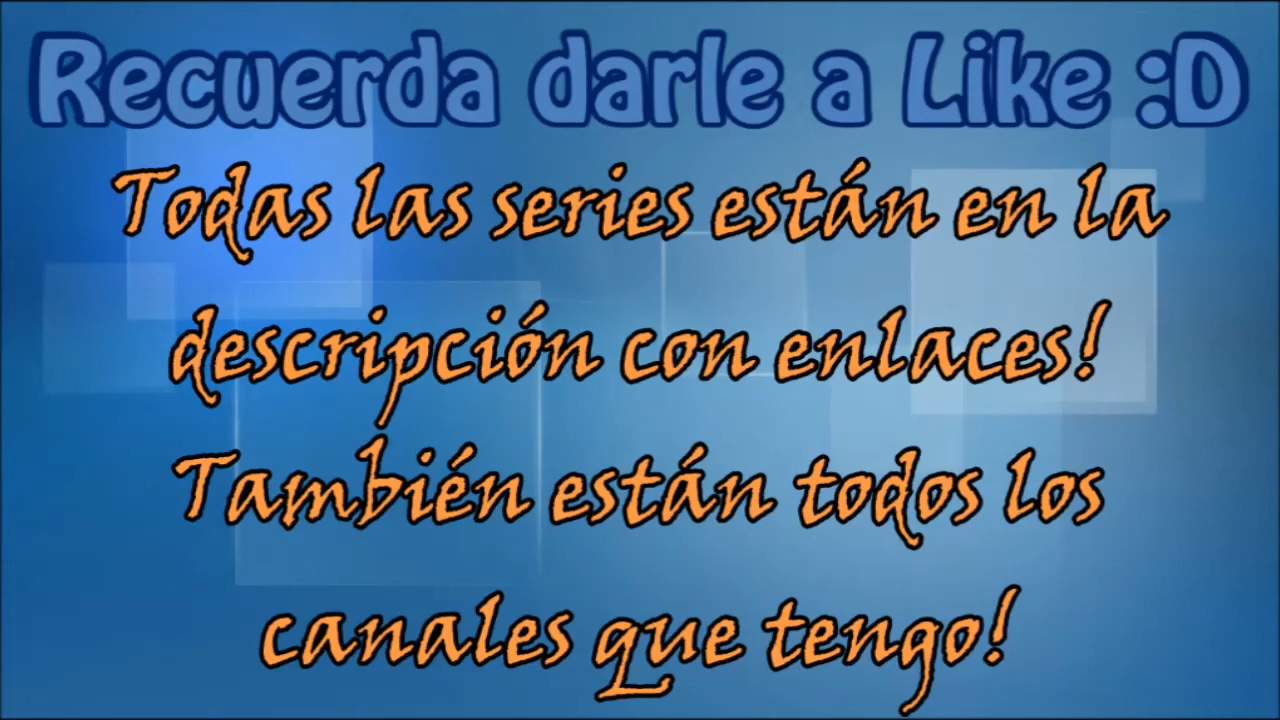 Recuerda darle a Like :D
Todas las series están en la
descripción con enlaces!
También están todos los
canales que tengo!